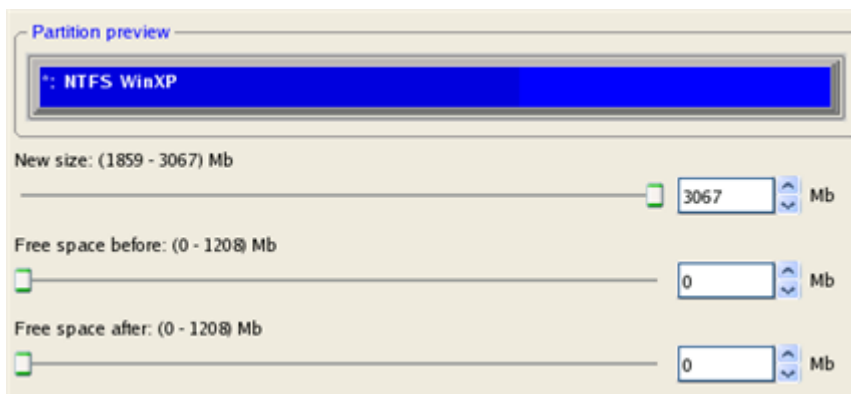 Partition preview
*: NTFS WinXP
New size: (1859 - 3067) Mb
3067 Mb
Free space before: (0 - 1208) Mb
0 Mb
Free space after: (0 - 1208) Mb
0 Mb